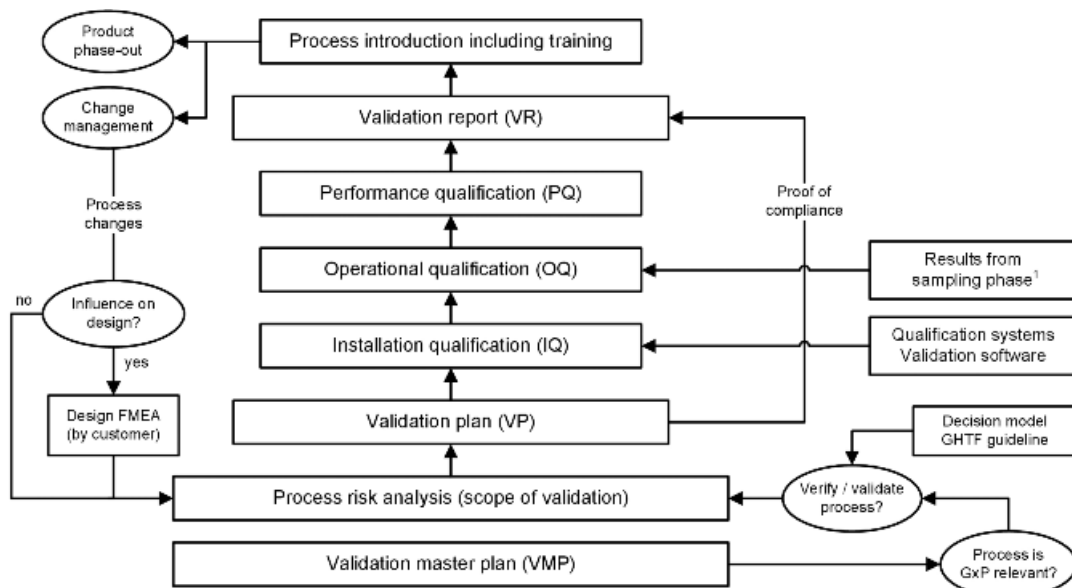 Product
phase-out
Process introduction including training
Change
management
Validation report (VR)
Process
changes
Performance qualification (PQ)
Proof of
compliance
Operational qualification (OQ)
Results from
sampling phase1
no
Influence on
design?
yes
Installation qualification (IQ)
Qualification systems
Validation software
Design FMEA
(by customer)
Validation plan (VP)
Decision model
GHTF guideline
Process risk analysis (scope of validation)
Verify / validate
process?
Validation master plan (VMP)
Process is
GxP relevant?